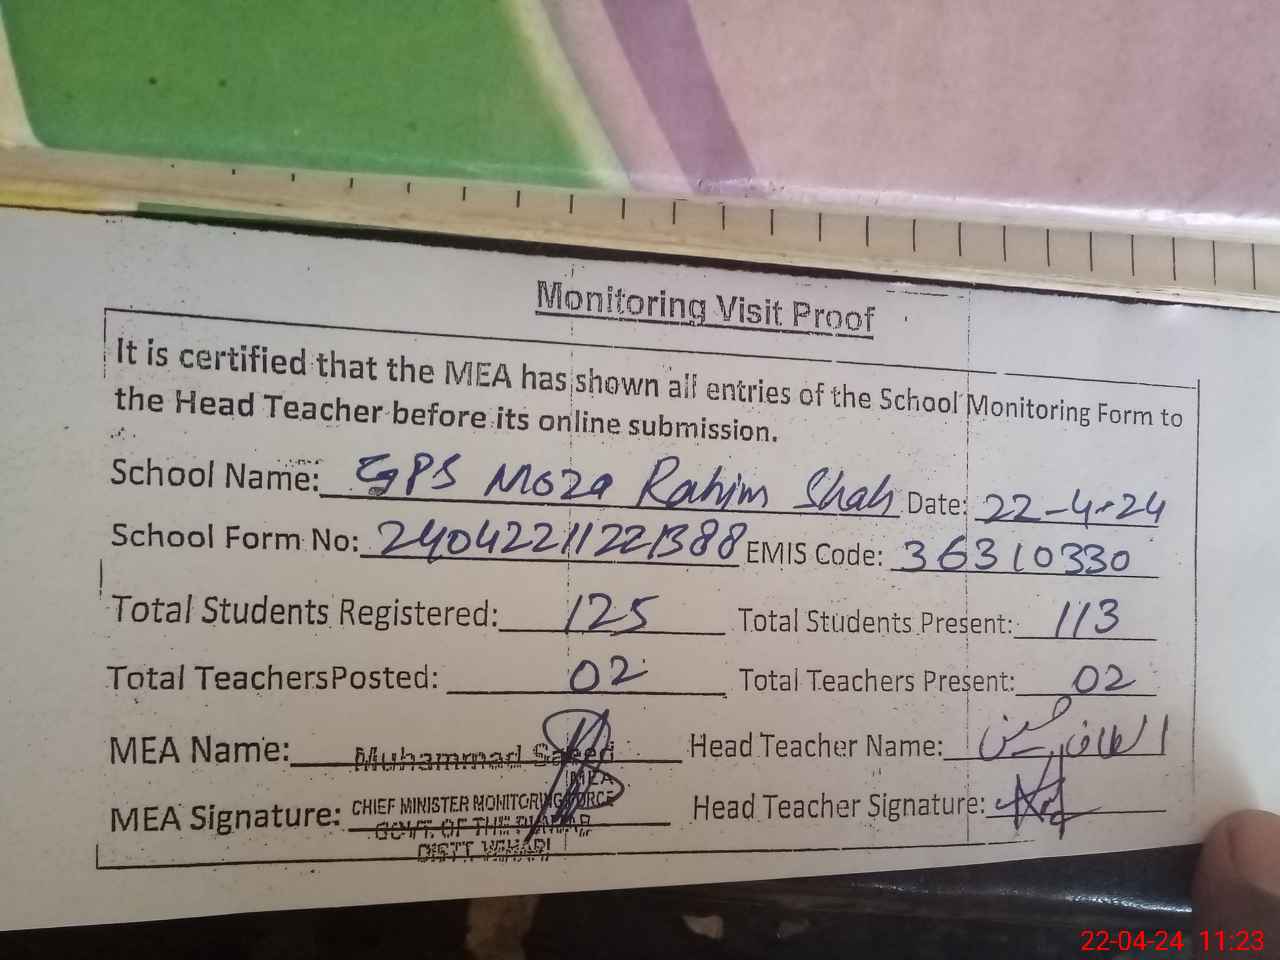 Monitoring Visit Proof
It is certified that the MEA has shown all entries of the School Monitoring Form to
the Head Teacher before its online submission.
School Name: GPS Moza Rahim Shah Date: 22-4-24
School Form No: 24042211221388 EMIS Code: 36310330
Total Students Registered: 125 Total Students Present: 113
Total TeachersPosted: 02 Total Teachers Present: 02
MEA Name: Muhammad Saeed Head Teacher Name: الطاف حسین
MEA
MEA Signature: CHIEF MINISTER MONITORING FORCE Head Teacher Signature:
GOVT. OF THE PUNJAB
DISTT. VEHARI
22-04-24 11:23